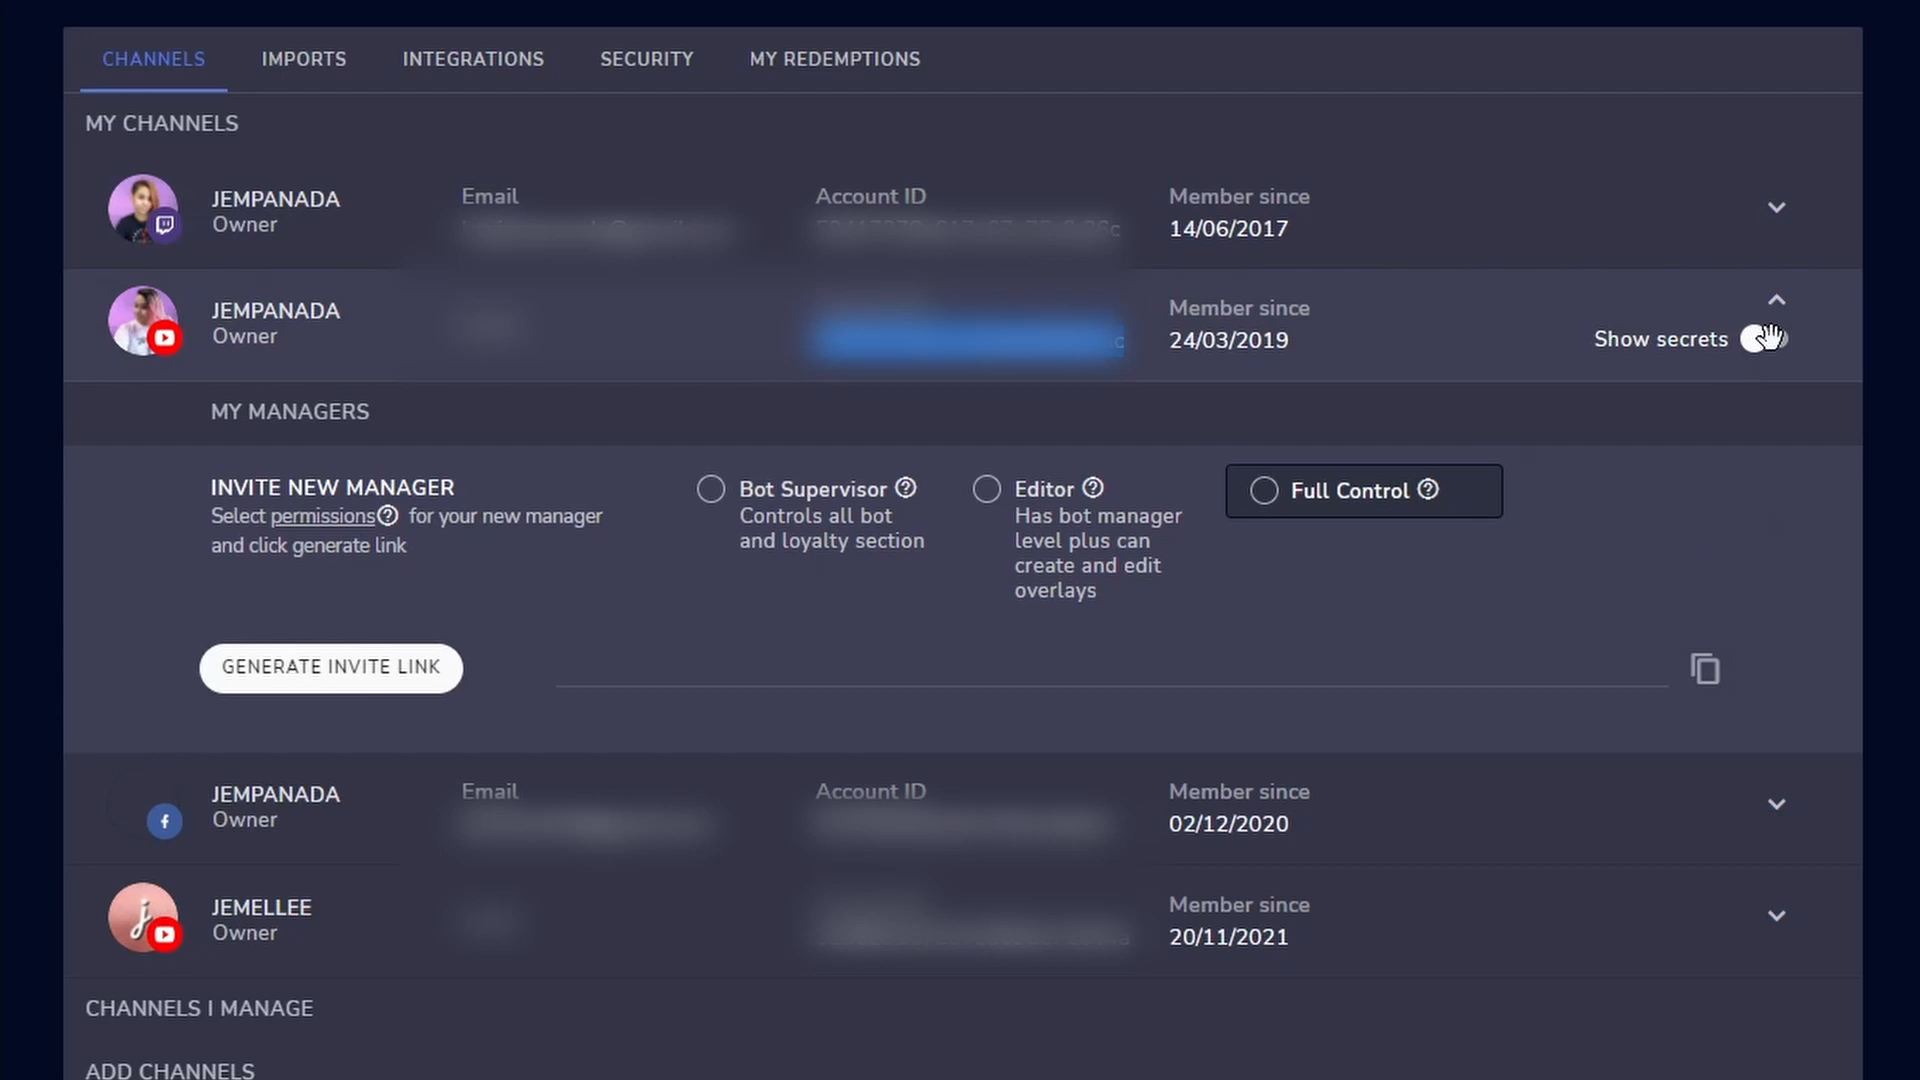 CHANNELS IMPORTS INTEGRATIONS SECURITY MY REDEMPTIONS
MY CHANNELS
JEMPANADA
Owner
Email
Account ID
Member since
14/06/2017
JEMPANADA
Owner
Member since
24/03/2019
Show secrets
MY MANAGERS
INVITE NEW MANAGER
Select permissions for your new manager
and click generate link
Bot Supervisor
Controls all bot
and loyalty section
Editor
Has bot manager
level plus can
create and edit
overlays
Full Control
GENERATE INVITE LINK
JEMPANADA
Owner
Email
Account ID
Member since
02/12/2020
JEMELLEE
Owner
Member since
20/11/2021
CHANNELS I MANAGE
ADD CHANNELS